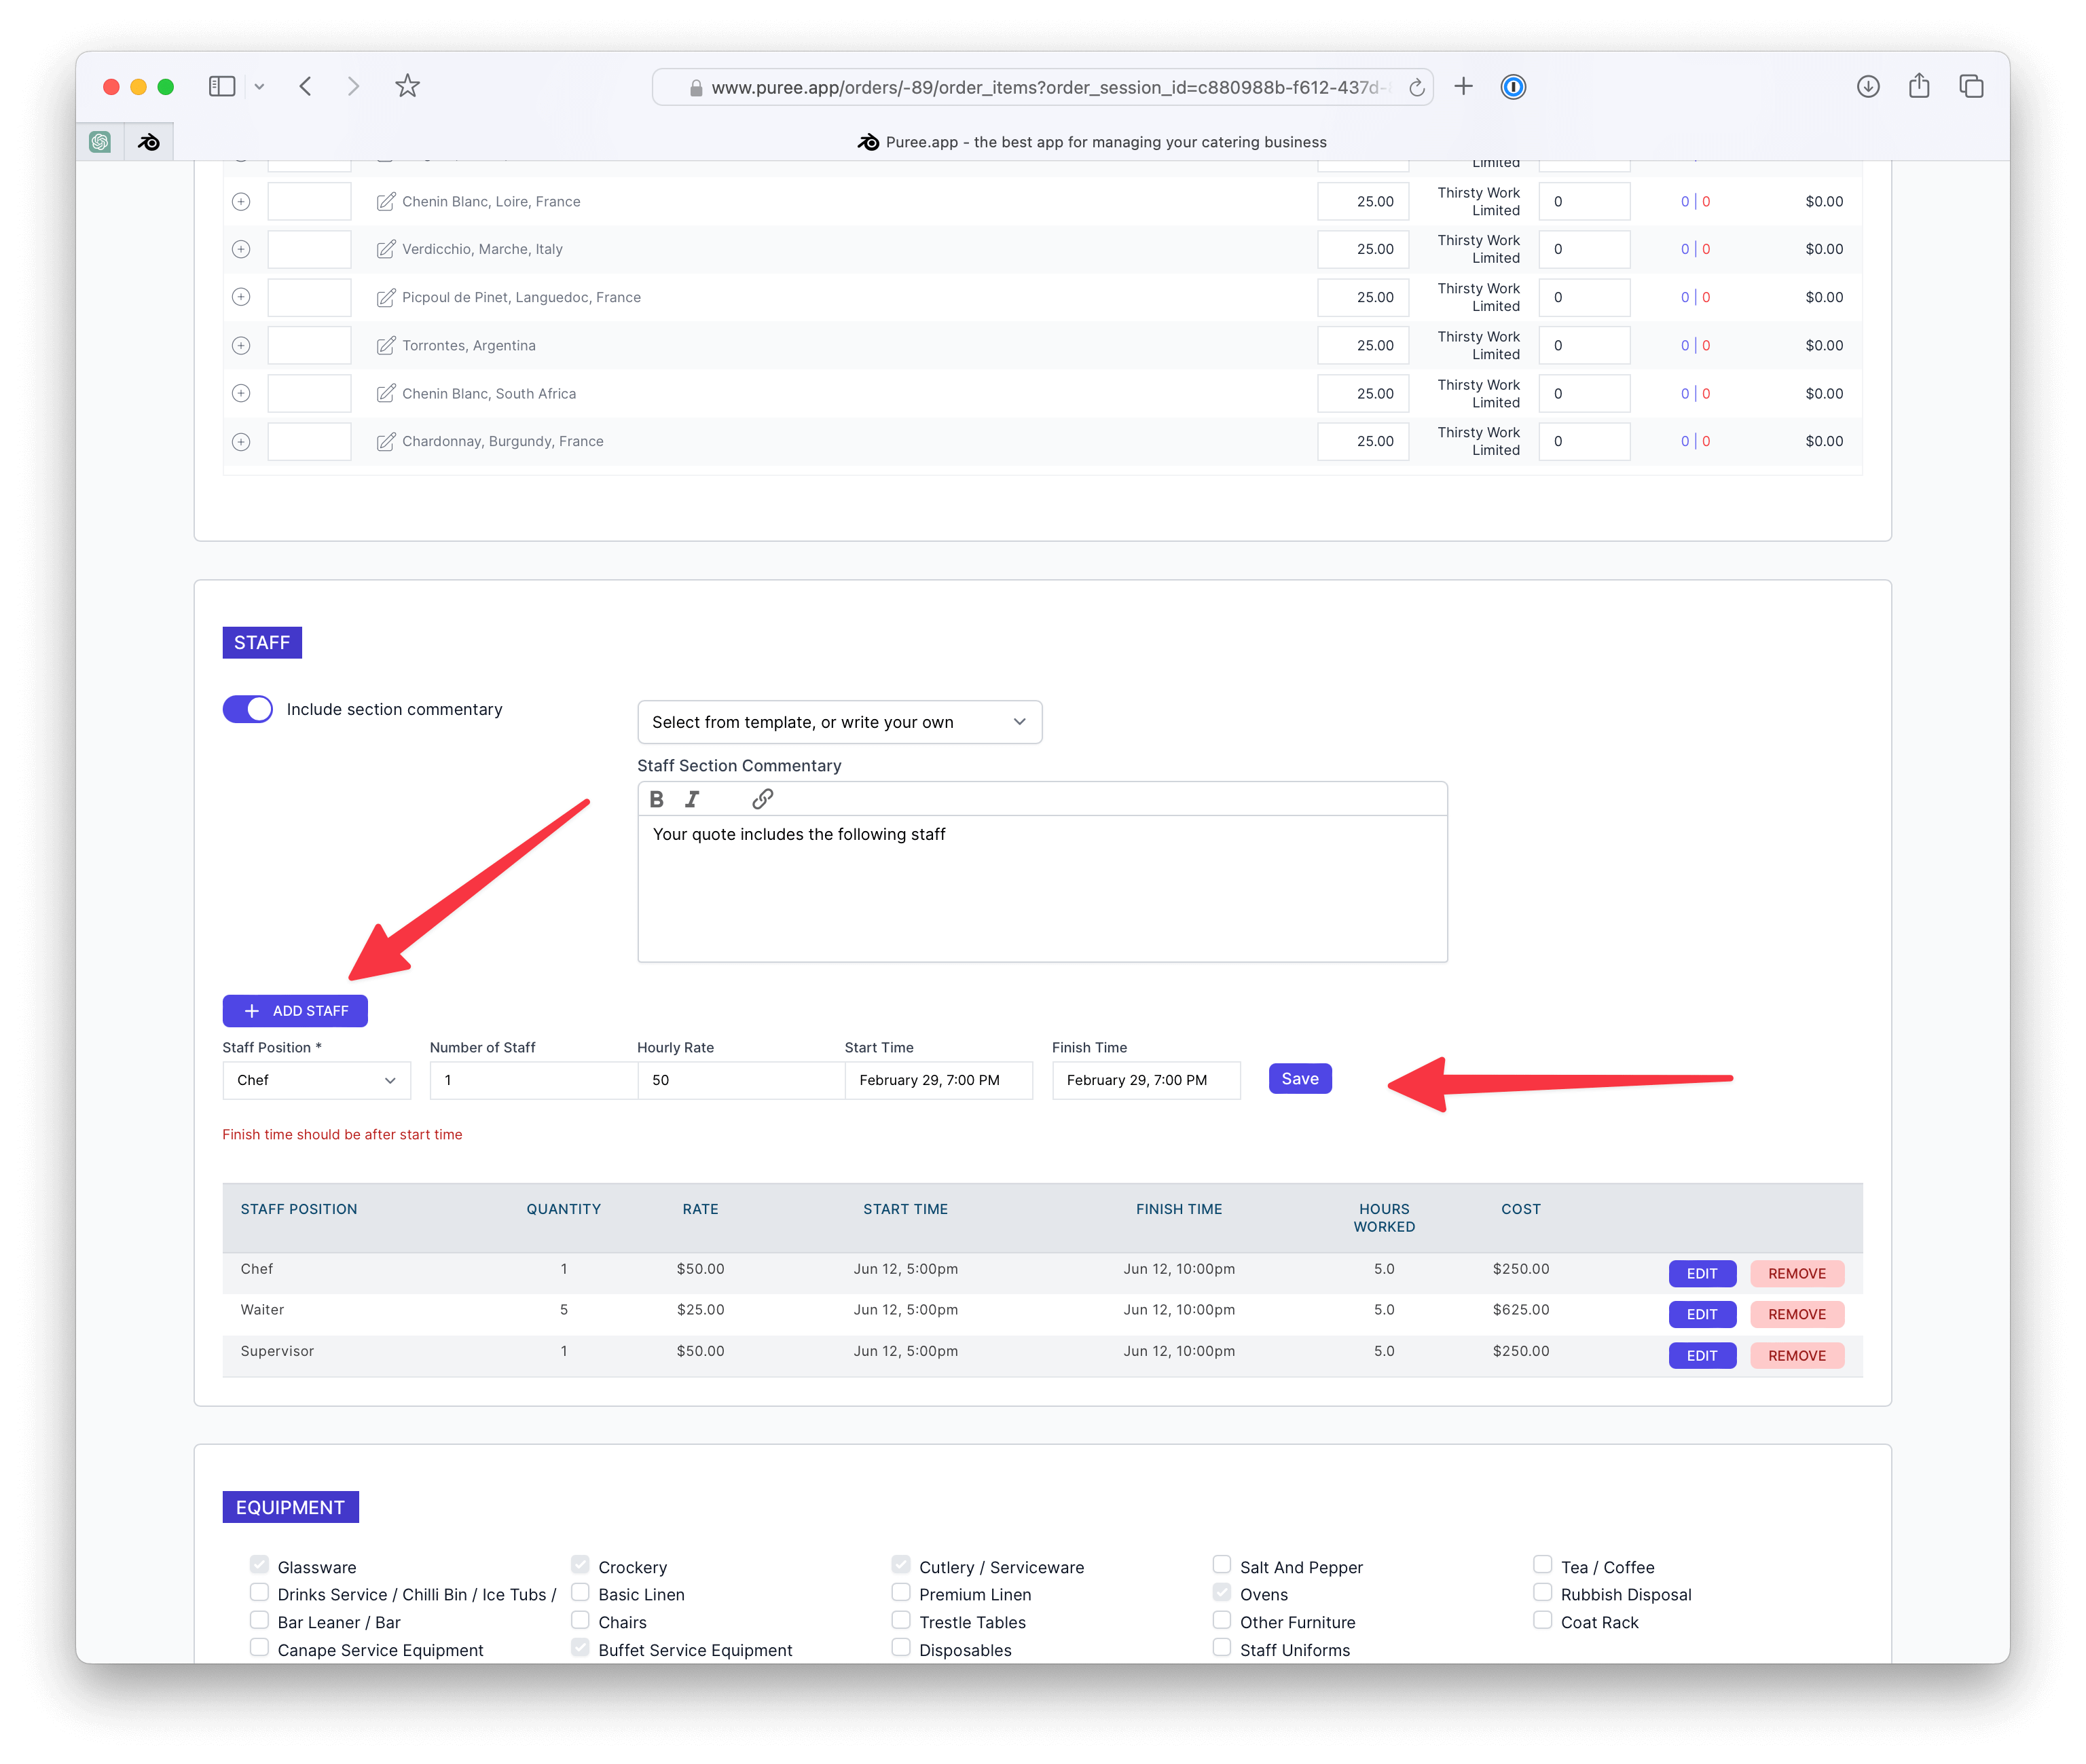 www.puree.app/orders/-89/order_items?order_session_id=c880988b-f612-437d-
Puree.app - the best app for managing your catering business
Limited
Chenin Blanc, Loire, France 25.00 Thirsty Work Limited 0 0 | 0 $0.00
Verdicchio, Marche, Italy 25.00 Thirsty Work Limited 0 0 | 0 $0.00
Picpoul de Pinet, Languedoc, France 25.00 Thirsty Work Limited 0 0 | 0 $0.00
Torrontes, Argentina 25.00 Thirsty Work Limited 0 0 | 0 $0.00
Chenin Blanc, South Africa 25.00 Thirsty Work Limited 0 0 | 0 $0.00
Chardonnay, Burgundy, France 25.00 Thirsty Work Limited 0 0 | 0 $0.00
STAFF
Include section commentary
Select from template, or write your own
Staff Section Commentary
B I
Your quote includes the following staff
ADD STAFF
Staff Position * Number of Staff Hourly Rate Start Time Finish Time
Chef 1 50 February 29, 7:00 PM February 29, 7:00 PM Save
Finish time should be after start time
STAFF POSITION QUANTITY RATE START TIME FINISH TIME HOURS WORKED COST
Chef 1 $50.00 Jun 12, 5:00pm Jun 12, 10:00pm 5.0 $250.00 EDIT REMOVE
Waiter 5 $25.00 Jun 12, 5:00pm Jun 12, 10:00pm 5.0 $625.00 EDIT REMOVE
Supervisor 1 $50.00 Jun 12, 5:00pm Jun 12, 10:00pm 5.0 $250.00 EDIT REMOVE
EQUIPMENT
Glassware Crockery Cutlery / Serviceware Salt And Pepper Tea / Coffee
Drinks Service / Chilli Bin / Ice Tubs / Basic Linen Premium Linen Ovens Rubbish Disposal
Bar Leaner / Bar Chairs Trestle Tables Other Furniture Coat Rack
Canape Service Equipment Buffet Service Equipment Disposables Staff Uniforms